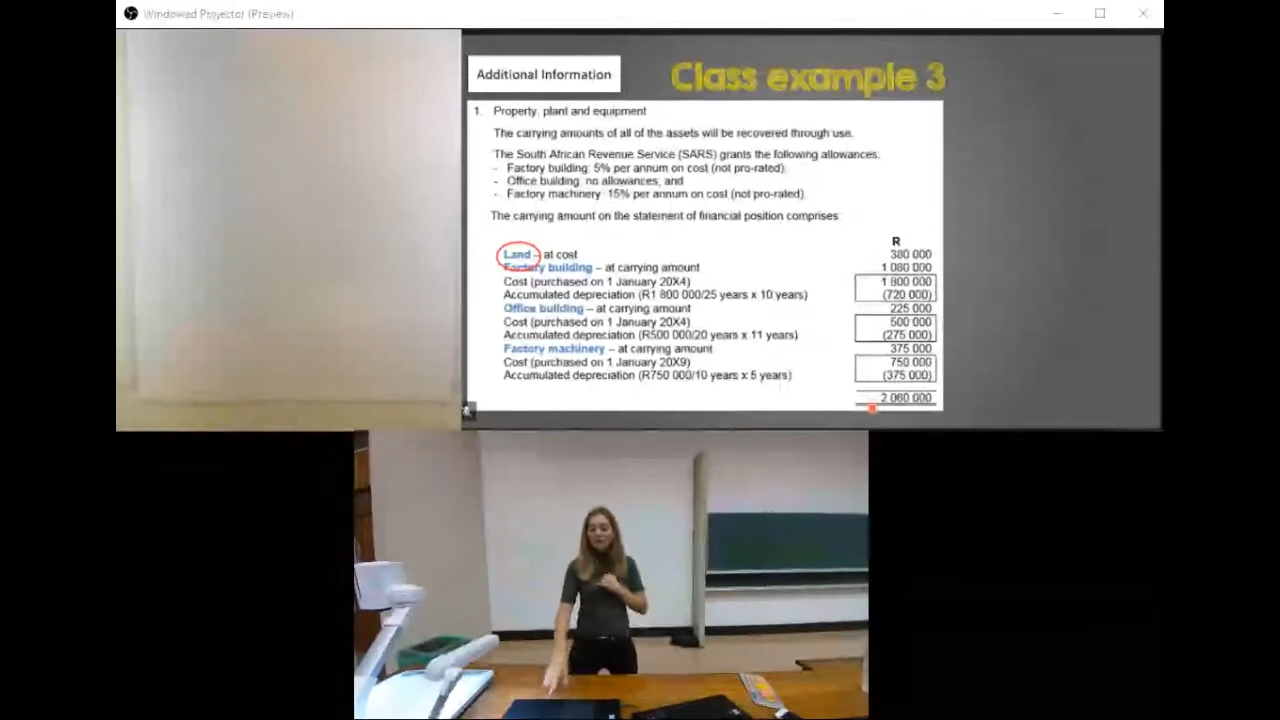 Windowed Projector (Preview)
Additional Information
Class example 3
1. Property, plant and equipment
The carrying amounts of all of the assets will be recovered through use.
The South African Revenue Service (SARS) grants the following allowances:
- Factory building: 5% per annum on cost (not pro-rated);
- Office building: no allowances; and
- Factory machinery: 15% per annum on cost (not pro-rated)
The carrying amount on the statement of financial position comprises:
R
Land – at cost 380 000
Factory building – at carrying amount 1 080 000
Cost (purchased on 1 January 20X4) 1 800 000
Accumulated depreciation (R1 800 000/25 years x 10 years) (720 000)
Office building – at carrying amount 225 000
Cost (purchased on 1 January 20X4) 500 000
Accumulated depreciation (R500 000/20 years x 11 years) (275 000)
Factory machinery – at carrying amount 375 000
Cost (purchased on 1 January 20X9) 750 000
Accumulated depreciation (R750 000/10 years x 5 years) (375 000)
2 060 000